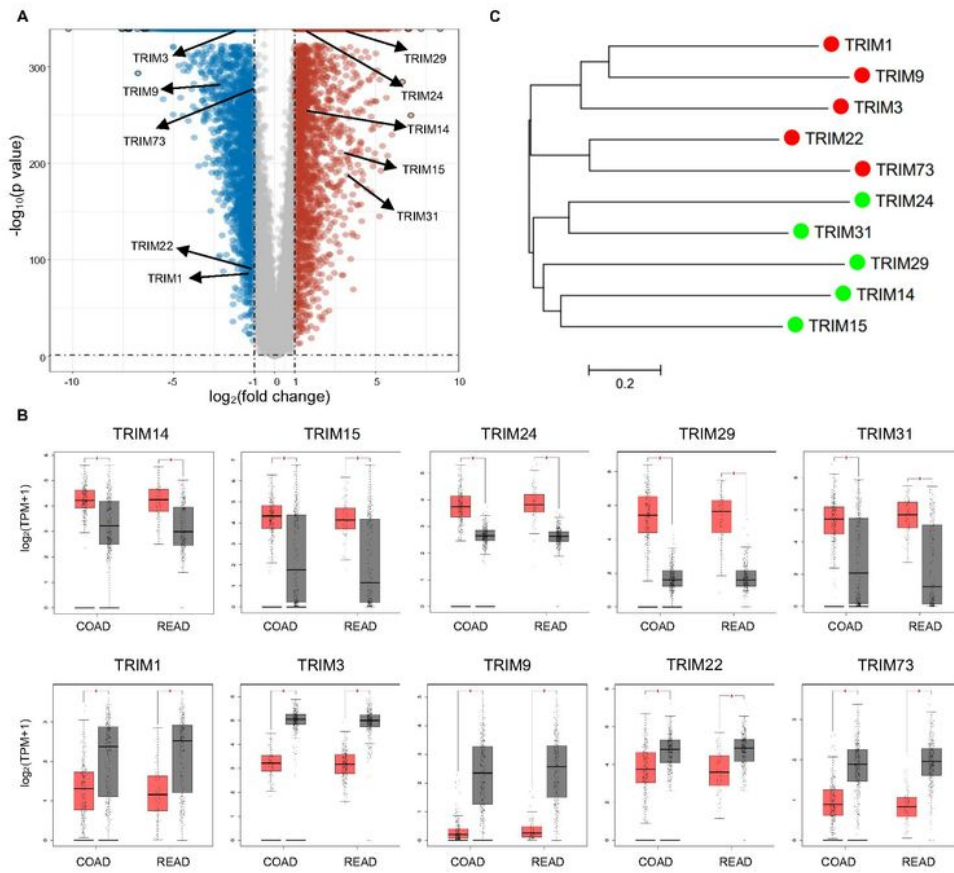 A
TRIM3
TRIM9
TRIM73
TRIM22
TRIM1
TRIM29
TRIM24
TRIM14
TRIM15
TRIM31
-log10(p value)
300
200
100
0
-10
-5
-1
0
1
5
10
log2(fold change)
C
TRIM1
TRIM9
TRIM3
TRIM22
TRIM73
TRIM24
TRIM31
TRIM29
TRIM14
TRIM15
0.2
B
TRIM14
TRIM15
TRIM24
TRIM29
TRIM31
log2(TPM+1)
COAD READ
COAD READ
COAD READ
COAD READ
COAD READ
TRIM1
TRIM3
TRIM9
TRIM22
TRIM73
log2(TPM+1)
COAD READ
COAD READ
COAD READ
COAD READ
COAD READ